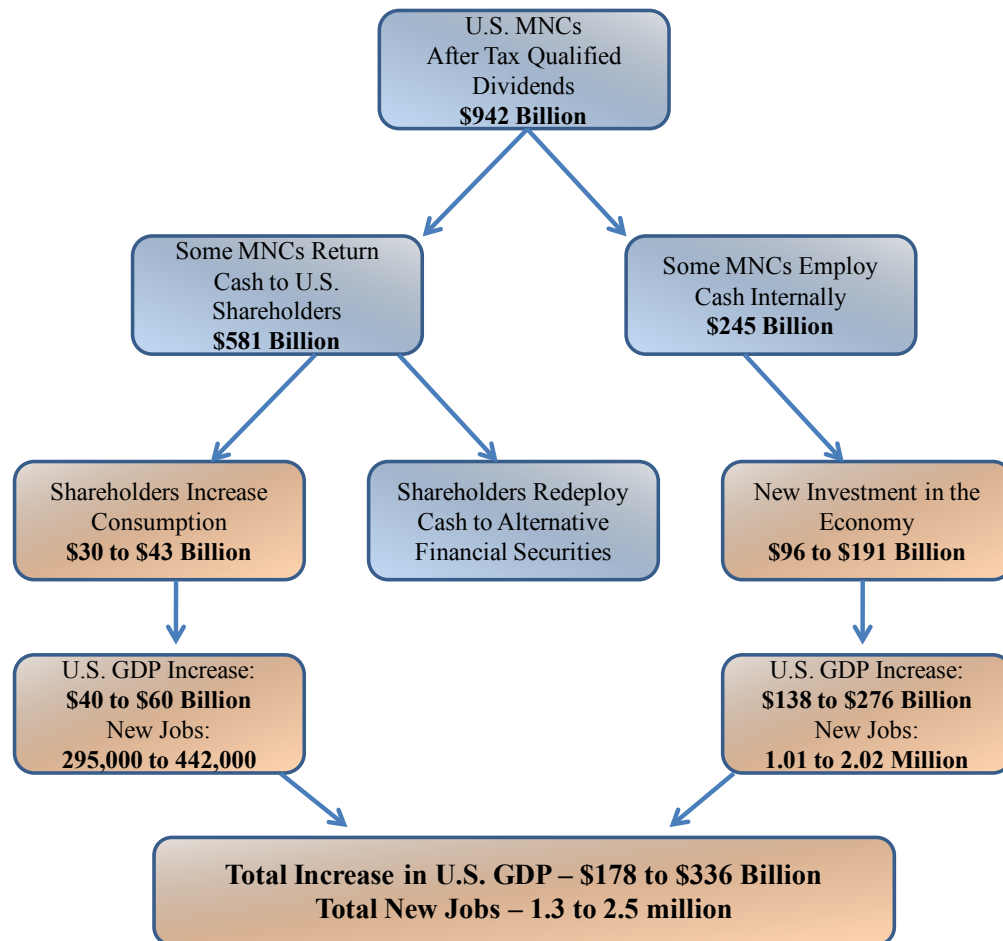 U.S. MNCs
After Tax Qualified
Dividends
$942 Billion
Some MNCs Return
Cash to U.S.
Shareholders
$581 Billion
Some MNCs Employ
Cash Internally
$245 Billion
Shareholders Increase
Consumption
$30 to $43 Billion
Shareholders Redeploy
Cash to Alternative
Financial Securities
New Investment in the
Economy
$96 to $191 Billion
U.S. GDP Increase:
$40 to $60 Billion
New Jobs:
295,000 to 442,000
U.S. GDP Increase:
$138 to $276 Billion
New Jobs:
1.01 to 2.02 Million
Total Increase in U.S. GDP – $178 to $336 Billion
Total New Jobs – 1.3 to 2.5 million